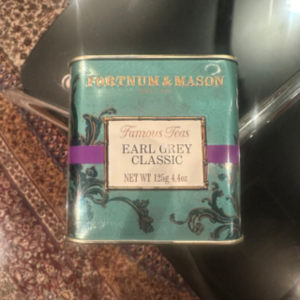 FORTNUM & MASON
Famous Teas
EARL GREY
CLASSIC
NET WT 125g 4.4oz